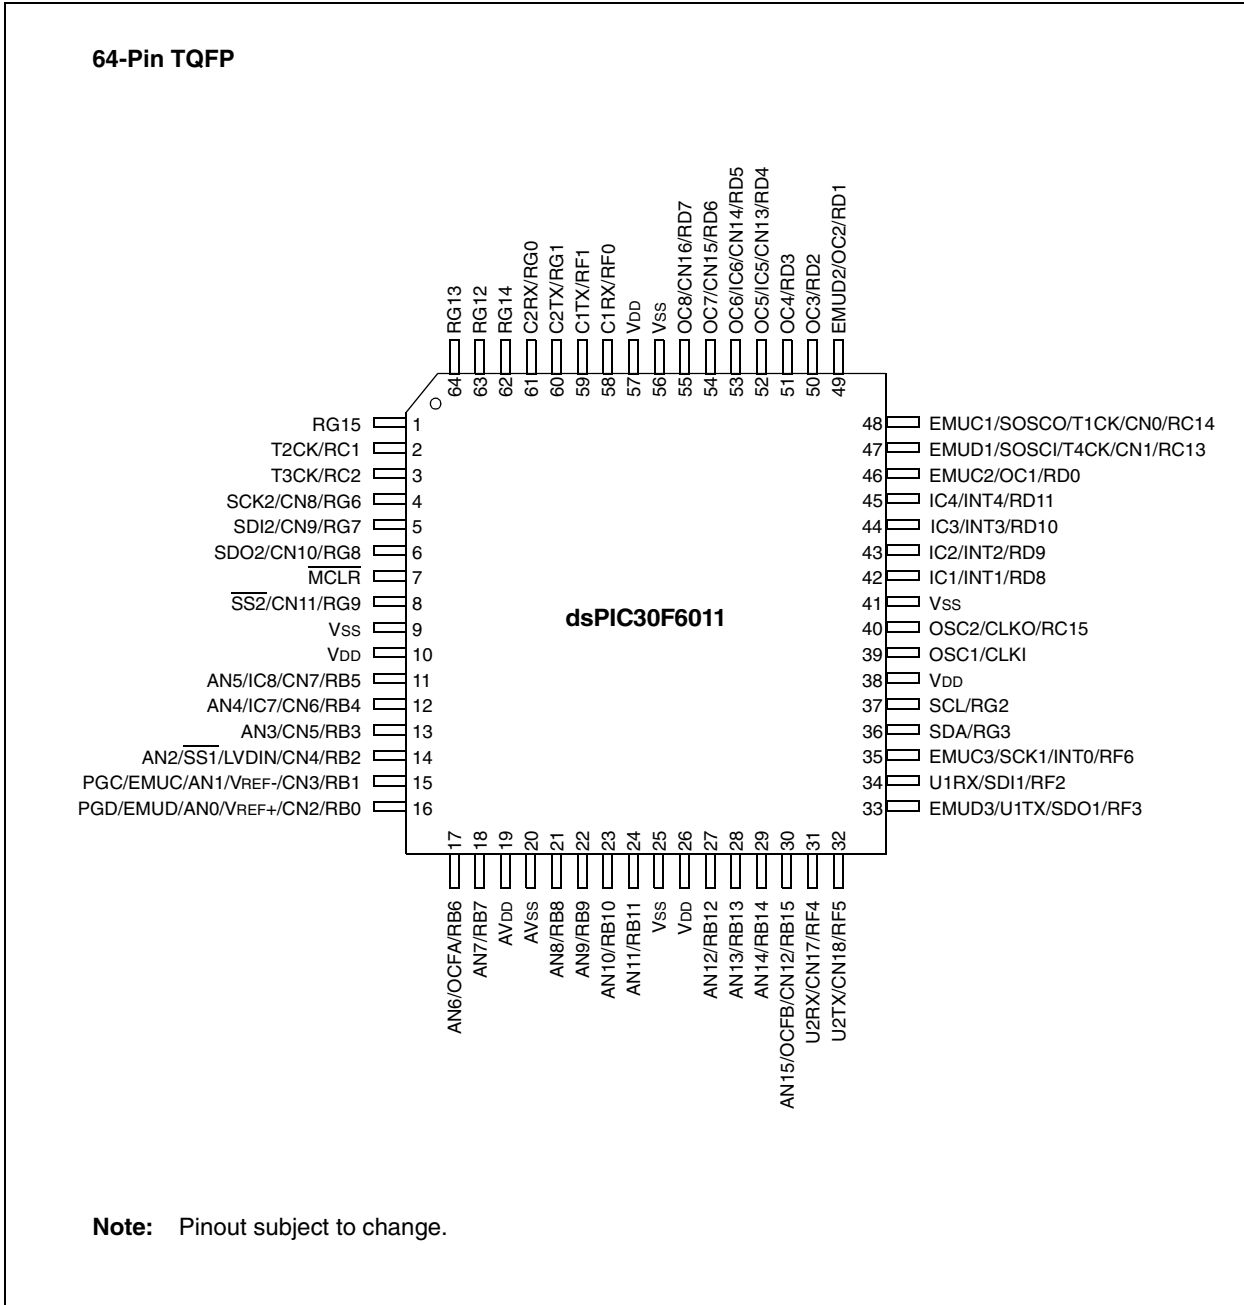 64-Pin TQFP
RG13
RG12
RG14
C2RX/RG0
C2TX/RG1
C1TX/RF1
C1RX/RF0
VDD
VSS
OC8/CN16/RD7
OC7/CN15/RD6
OC6/IC6/CN14/RD5
OC5/IC5/CN13/RD4
OC4/RD3
OC3/RD2
EMUD2/OC2/RD1
64
63
62
61
60
59
58
57
56
55
54
53
52
51
50
49
RG15 1
T2CK/RC1 2
T3CK/RC2 3
SCK2/CN8/RG6 4
SDI2/CN9/RG7 5
SDO2/CN10/RG8 6
MCLR 7
SS2/CN11/RG9 8
VSS 9
VDD 10
AN5/IC8/CN7/RB5 11
AN4/IC7/CN6/RB4 12
AN3/CN5/RB3 13
AN2/SS1/LVDIN/CN4/RB2 14
PGC/EMUC/AN1/VREF-/CN3/RB1 15
PGD/EMUD/AN0/VREF+/CN2/RB0 16
dsPIC30F6011
48 EMUC1/SOSCO/T1CK/CN0/RC14
47 EMUD1/SOSCI/T4CK/CN1/RC13
46 EMUC2/OC1/RD0
45 IC4/INT4/RD11
44 IC3/INT3/RD10
43 IC2/INT2/RD9
42 IC1/INT1/RD8
41 VSS
40 OSC2/CLKO/RC15
39 OSC1/CLKI
38 VDD
37 SCL/RG2
36 SDA/RG3
35 EMUC3/SCK1/INT0/RF6
34 U1RX/SDI1/RF2
33 EMUD3/U1TX/SDO1/RF3
17
18
19
20
21
22
23
24
25
26
27
28
29
30
31
32
AN6/OCFA/RB6
AN7/RB7
AVDD
AVSS
AN8/RB8
AN9/RB9
AN10/RB10
AN11/RB11
VSS
VDD
AN12/RB12
AN13/RB13
AN14/RB14
AN15/OCFB/CN12/RB15
U2RX/CN17/RF4
U2TX/CN18/RF5
Note: Pinout subject to change.